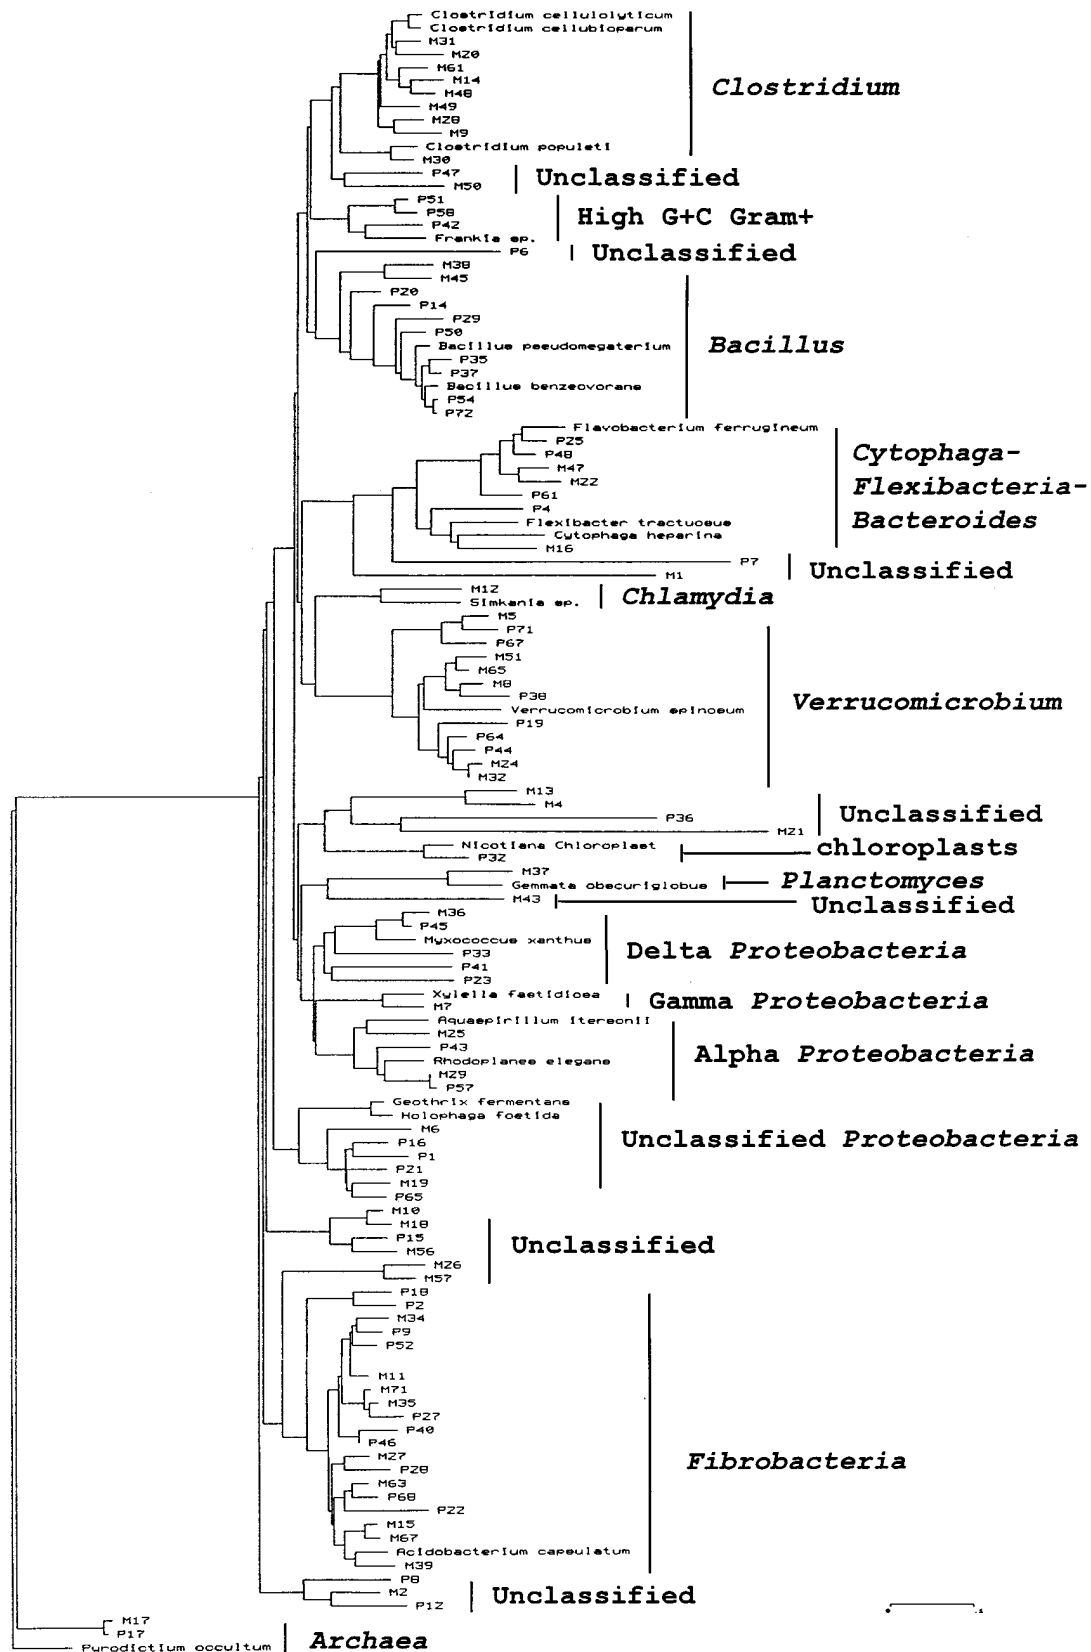 Clostridium cellulolyticum
Clostridium cellubioparum
M31
M20
M61
M14
M48
M49
M28
M9
Clostridium populeti
M30
Clostridium
P47
M50
Unclassified
P51
P58
P42
Frankia sp.
High G+C Gram+
P6
Unclassified
M38
M45
P20
P14
P29
P50
Bacillus pseudomegaterium
P35
P37
Bacillus benzeovorans
P54
P72
Bacillus
Flavobacterium ferrugineum
P25
P48
M47
M22
P61
P4
Flexibacter tractuosus
Cytophaga heparina
M16
Cytophaga-
Flexibacteria-
Bacteroides
P7
M1
Unclassified
M12
Simkania sp.
Chlamydia
M5
P71
P67
M51
M65
M8
P38
Verrucomicrobium spinosum
P19
P64
P44
M24
M32
Verrucomicrobium
M13
M4
P36
M21
Unclassified
Nicotiana Chloroplast
P32
chloroplasts
M37
Gemmata obscuriglobus
Planctomyces
M43
Unclassified
M36
P45
Myxococcus xanthus
P33
P41
P23
Delta Proteobacteria
Xylella fastidiosa
M7
Gamma Proteobacteria
Aquaspirillum itersonii
M25
P43
Rhodoplanes elegans
M29
P57
Alpha Proteobacteria
Geothrix fermentans
Holophaga foetida
M6
P16
P1
P21
M19
P65
Unclassified Proteobacteria
M10
M18
P15
M56
M26
M57
Unclassified
P18
P2
M34
P9
P52
M11
M71
M35
P27
P40
P46
M27
P28
M63
P68
P22
M15
M67
Acidobacterium capsulatum
M39
Fibrobacteria
P8
M2
P12
Unclassified
M17
P17
Pyrodictium occultum
Archaea